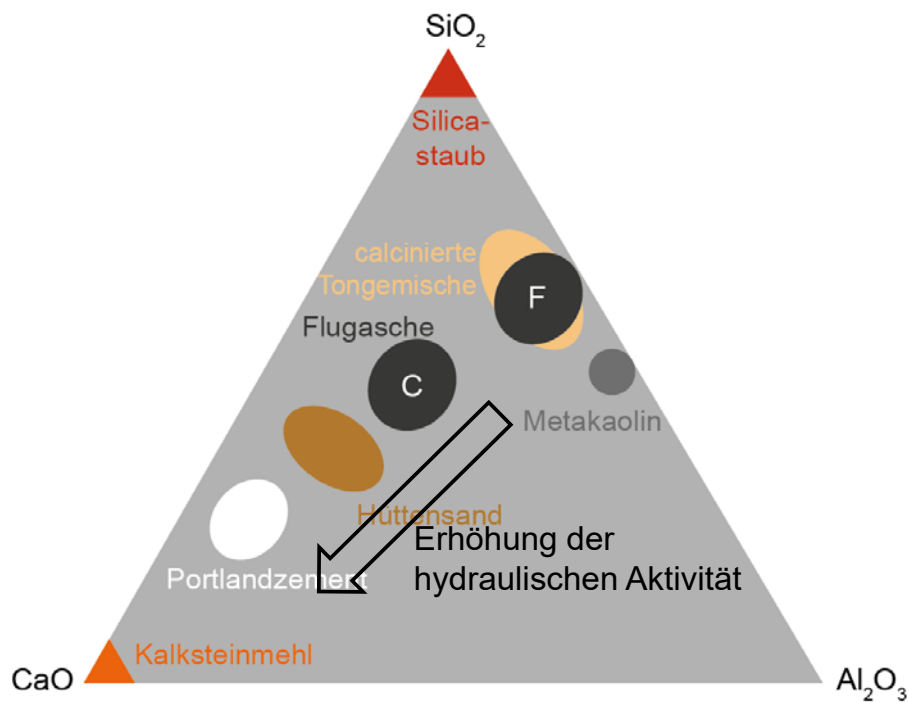 SiO₂
Silica-
staub
calcinierte
Tongemische
F
Flugasche
C
Metakaolin
Hüttensand
Erhöhung der
hydraulischen Aktivität
Portlandzement
Kalksteinmehl
CaO
Al₂O₃